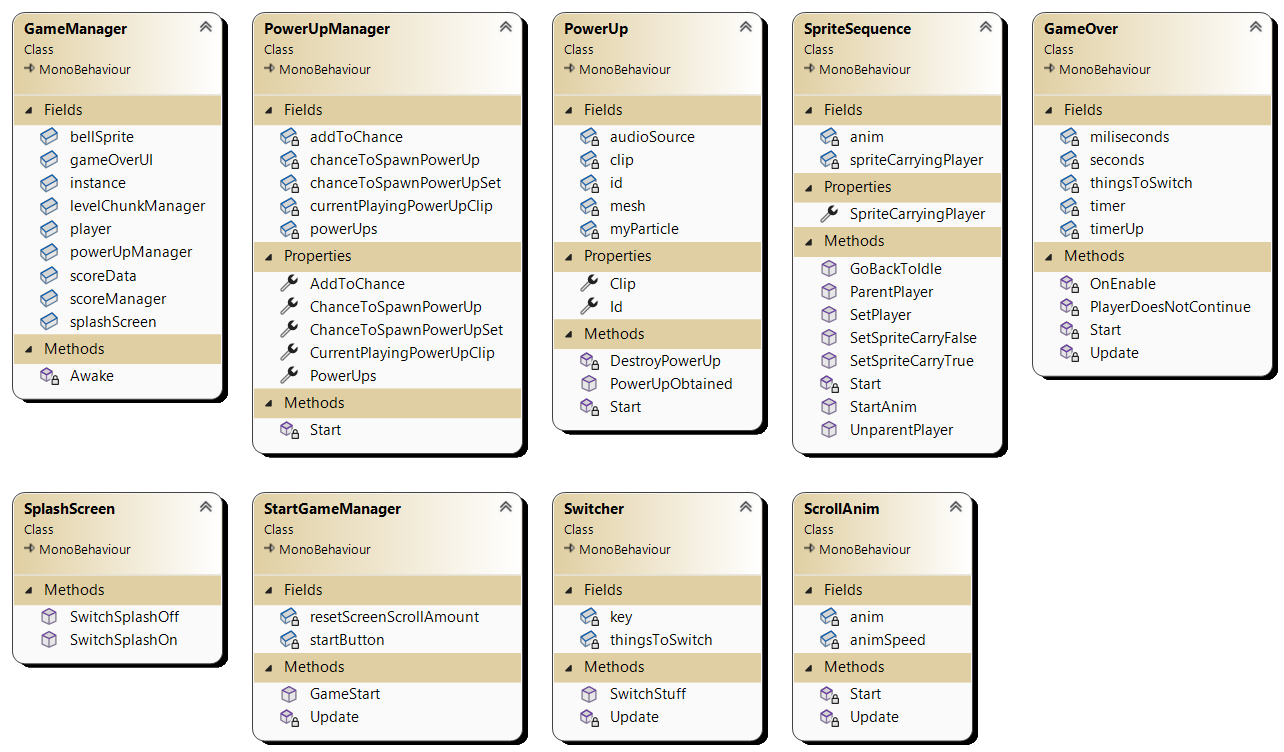 GameManager
Class
MonoBehaviour
Fields
bellSprite
gameOverUI
instance
levelChunkManager
player
powerUpManager
scoreData
scoreManager
splashScreen
Methods
Awake
PowerUpManager
Class
MonoBehaviour
Fields
addToChance
chanceToSpawnPowerUp
chanceToSpawnPowerUpSet
currentPlayingPowerUpClip
powerUps
Properties
AddToChance
ChanceToSpawnPowerUp
ChanceToSpawnPowerUpSet
CurrentPlayingPowerUpClip
PowerUps
Methods
Start
PowerUp
Class
MonoBehaviour
Fields
audioSource
clip
id
mesh
myParticle
Properties
Clip
Id
Methods
DestroyPowerUp
PowerUpObtained
Start
SpriteSequence
Class
MonoBehaviour
Fields
anim
spriteCarryingPlayer
Properties
SpriteCarryingPlayer
Methods
GoBackToIdle
ParentPlayer
SetPlayer
SetSpriteCarryFalse
SetSpriteCarryTrue
Start
StartAnim
UnparentPlayer
GameOver
Class
MonoBehaviour
Fields
miliseconds
seconds
thingsToSwitch
timer
timerUp
Methods
OnEnable
PlayerDoesNotContinue
Start
Update
SplashScreen
Class
MonoBehaviour
Methods
SwitchSplashOff
SwitchSplashOn
StartGameManager
Class
MonoBehaviour
Fields
resetScreenScrollAmount
startButton
Methods
GameStart
Update
Switcher
Class
MonoBehaviour
Fields
key
thingsToSwitch
Methods
SwitchStuff
Update
ScrollAnim
Class
MonoBehaviour
Fields
anim
animSpeed
Methods
Start
Update